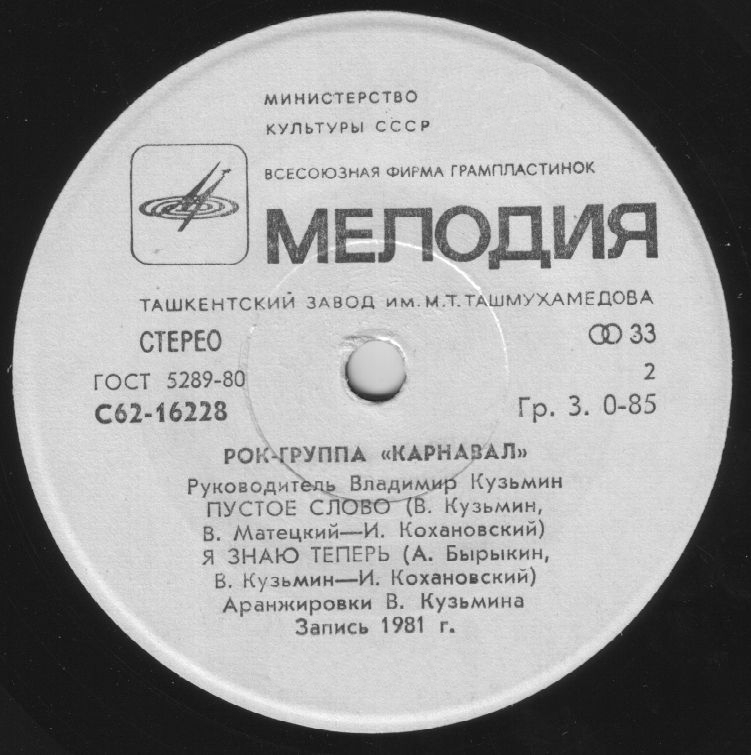 МИНИСТЕРСТВО
КУЛЬТУРЫ СССР
ВСЕСОЮЗНАЯ ФИРМА ГРАМПЛАСТИНОК
МЕЛОДИЯ
ТАШКЕНТСКИЙ ЗАВОД ИМ. М.Т. ТАШМУХАМЕДОВА
СТЕРЕО 33
ГОСТ 5289-80 2
С62-16228 Гр. 3. 0-85
РОК-ГРУППА «КАРНАВАЛ»
Руководитель Владимир Кузьмин
ПУСТОЕ СЛОВО (В. Кузьмин,
В. Матецкий—И. Кохановский)
Я ЗНАЮ ТЕПЕРЬ (А. Бырыкин,
В. Кузьмин—И. Кохановский)
Аранжировки В. Кузьмина
Запись 1981 г.